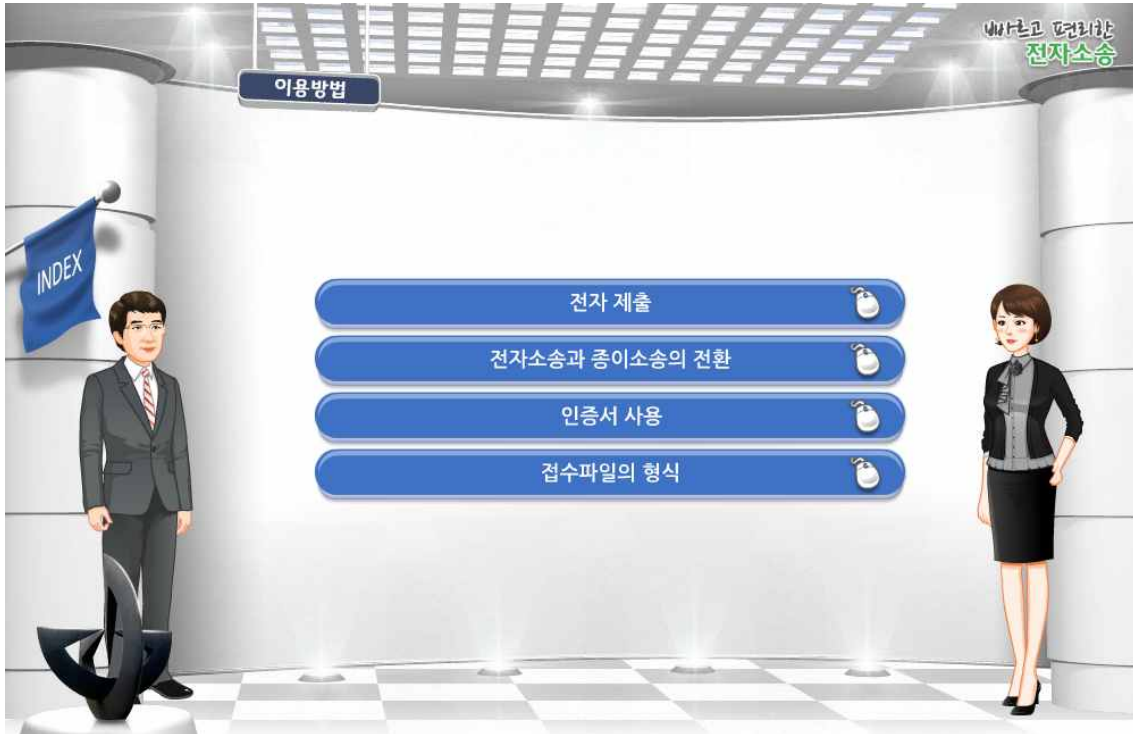 빠르고 편리한
전자소송
이용방법
INDEX
전자 제출
전자소송과 종이소송의 전환
인증서 사용
접수파일의 형식